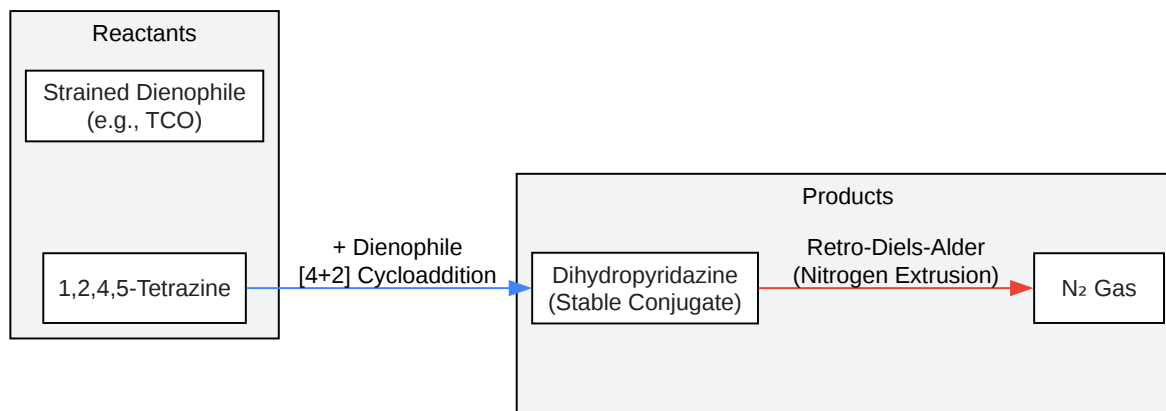 Reactants
Strained Dienophile
(e.g., TCO)
1,2,4,5-Tetrazine
+ Dienophile
[4+2] Cycloaddition
Products
Dihydropyridazine
(Stable Conjugate)
Retro-Diels-Alder
(Nitrogen Extrusion)
N₂ Gas